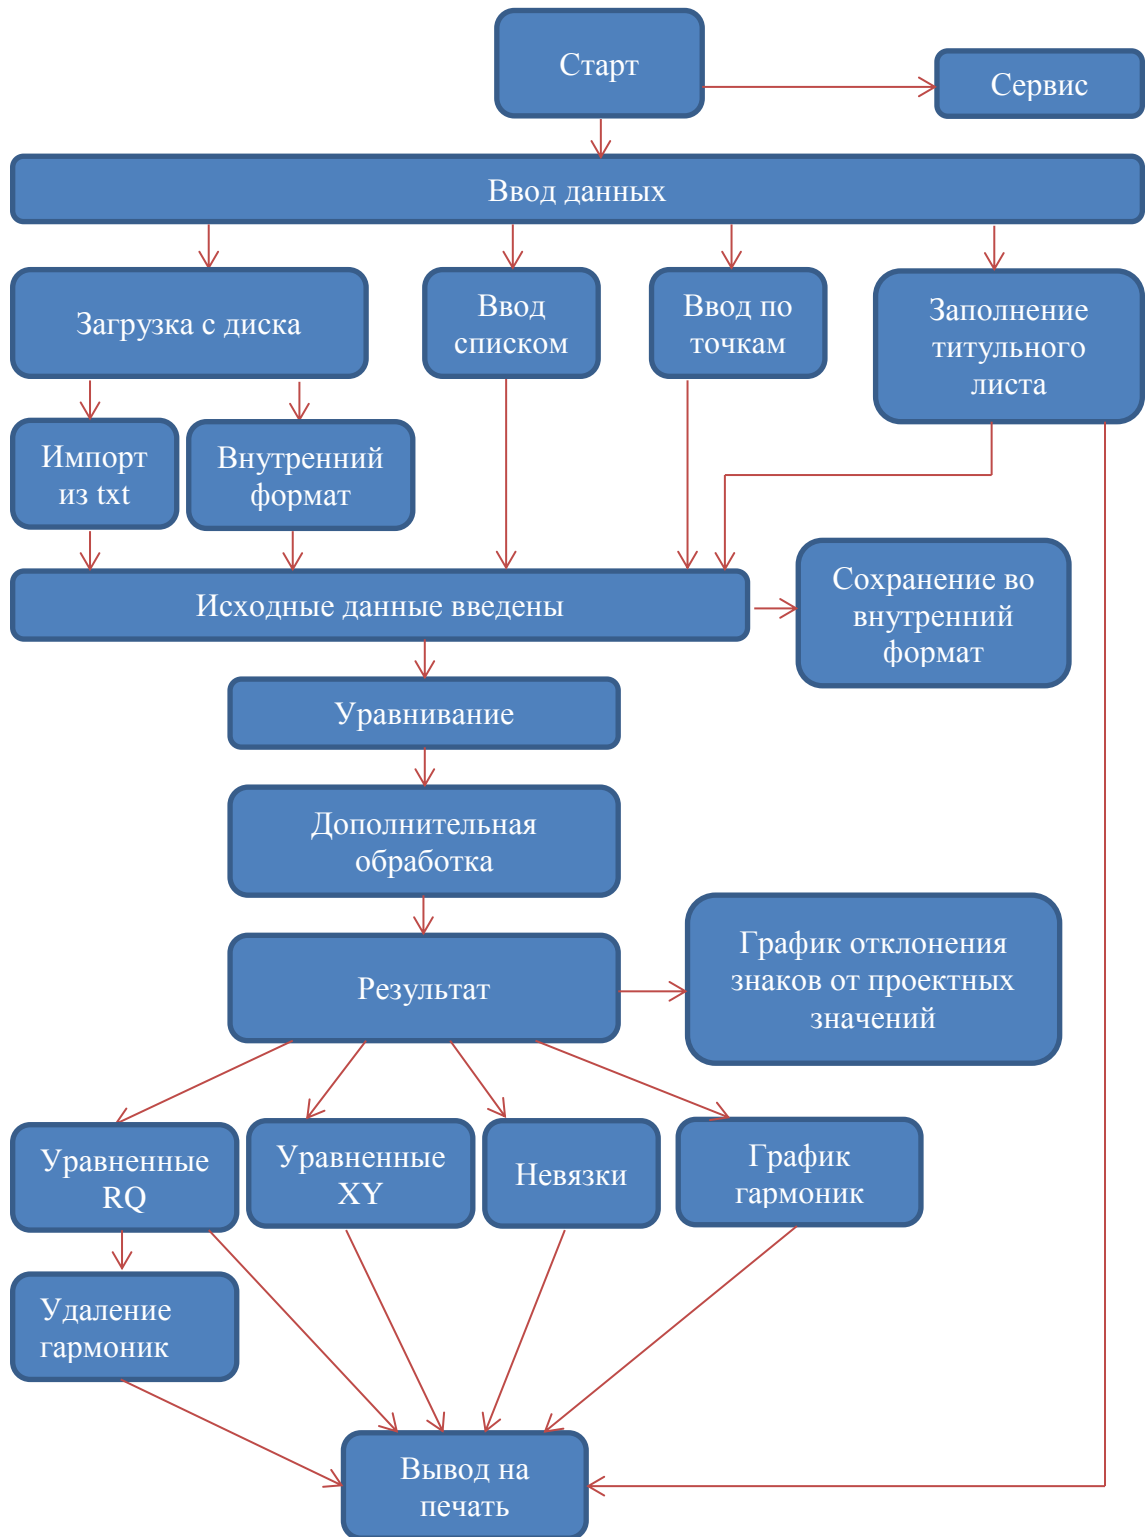 Старт
Сервис
Ввод данных
Загрузка с диска
Ввод
списком
Ввод по
точкам
Заполнение
титульного
листа
Импорт
из txt
Внутренний
формат
Исходные данные введены
Сохранение во
внутренний
формат
Уравнивание
Дополнительная
обработка
Результат
График отклонения
знаков от проектных
значений
Уравненные
RQ
Уравненные
XY
Невязки
График
гармоник
Удаление
гармоник
Вывод на
печать